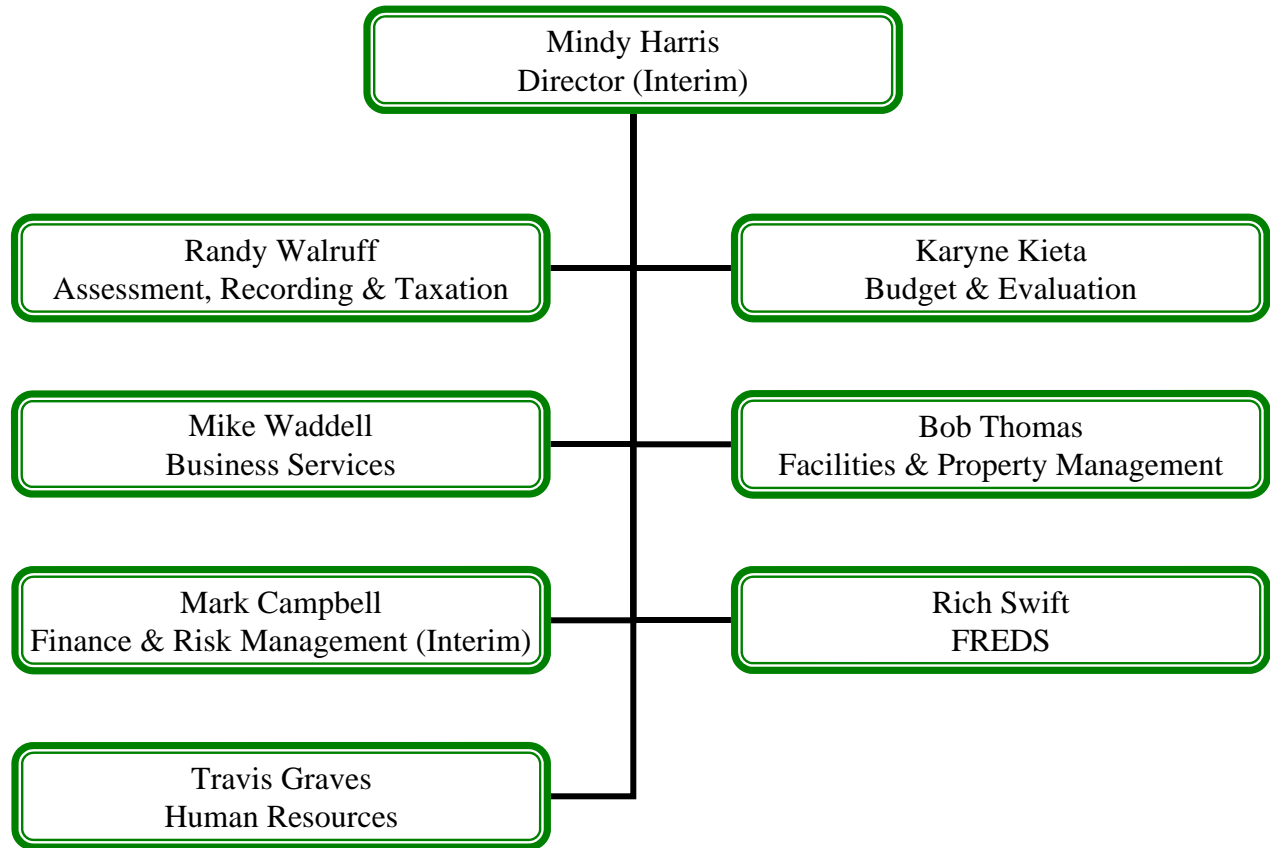 Mindy Harris
Director (Interim)
Randy Walruff
Assessment, Recording & Taxation
Karyne Kieta
Budget & Evaluation
Mike Waddell
Business Services
Bob Thomas
Facilities & Property Management
Mark Campbell
Finance & Risk Management (Interim)
Rich Swift
FREDS
Travis Graves
Human Resources